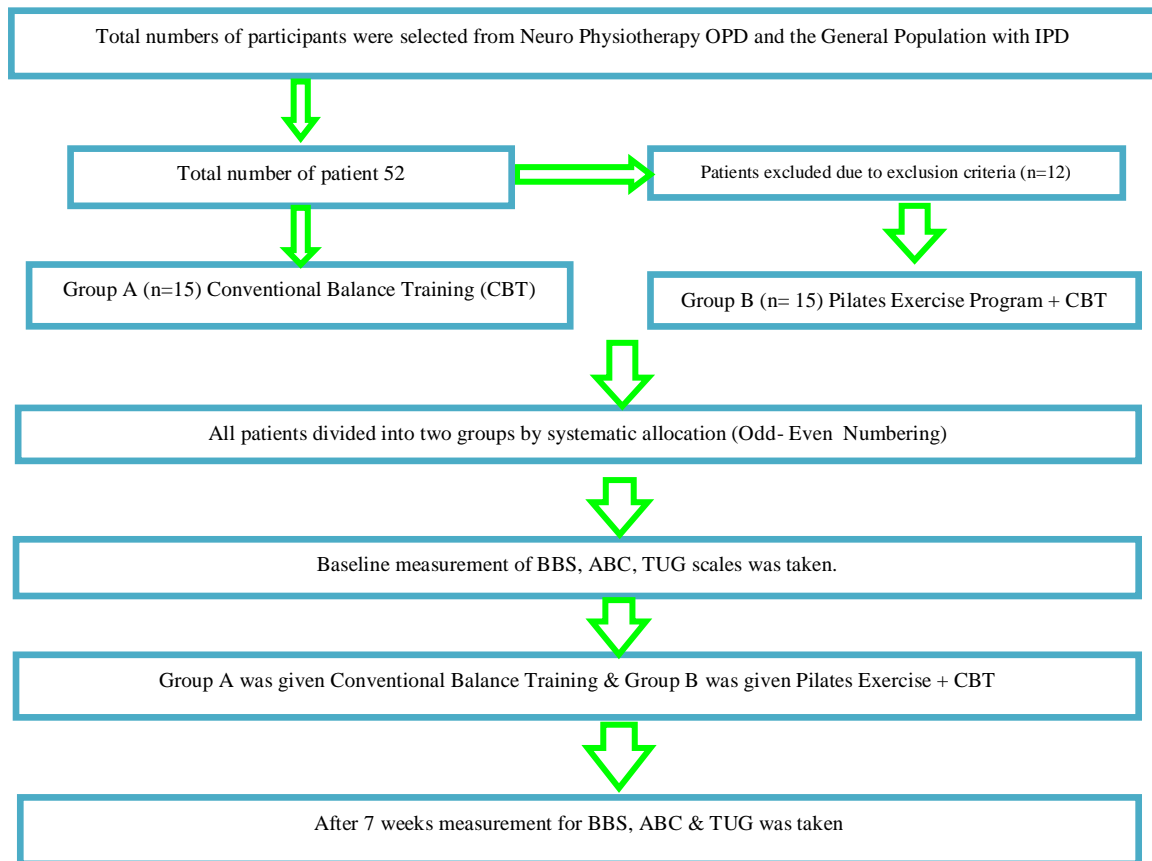 Total numbers of participants were selected from Neuro Physiotherapy OPD and the General Population with IPD
Total number of patient 52
Patients excluded due to exclusion criteria (n=12)
Group A (n=15) Conventional Balance Training (CBT)
Group B (n= 15) Pilates Exercise Program + CBT
All patients divided into two groups by systematic allocation (Odd- Even Numbering)
Baseline measurement of BBS, ABC, TUG scales was taken.
Group A was given Conventional Balance Training & Group B was given Pilates Exercise + CBT
After 7 weeks measurement for BBS, ABC & TUG was taken